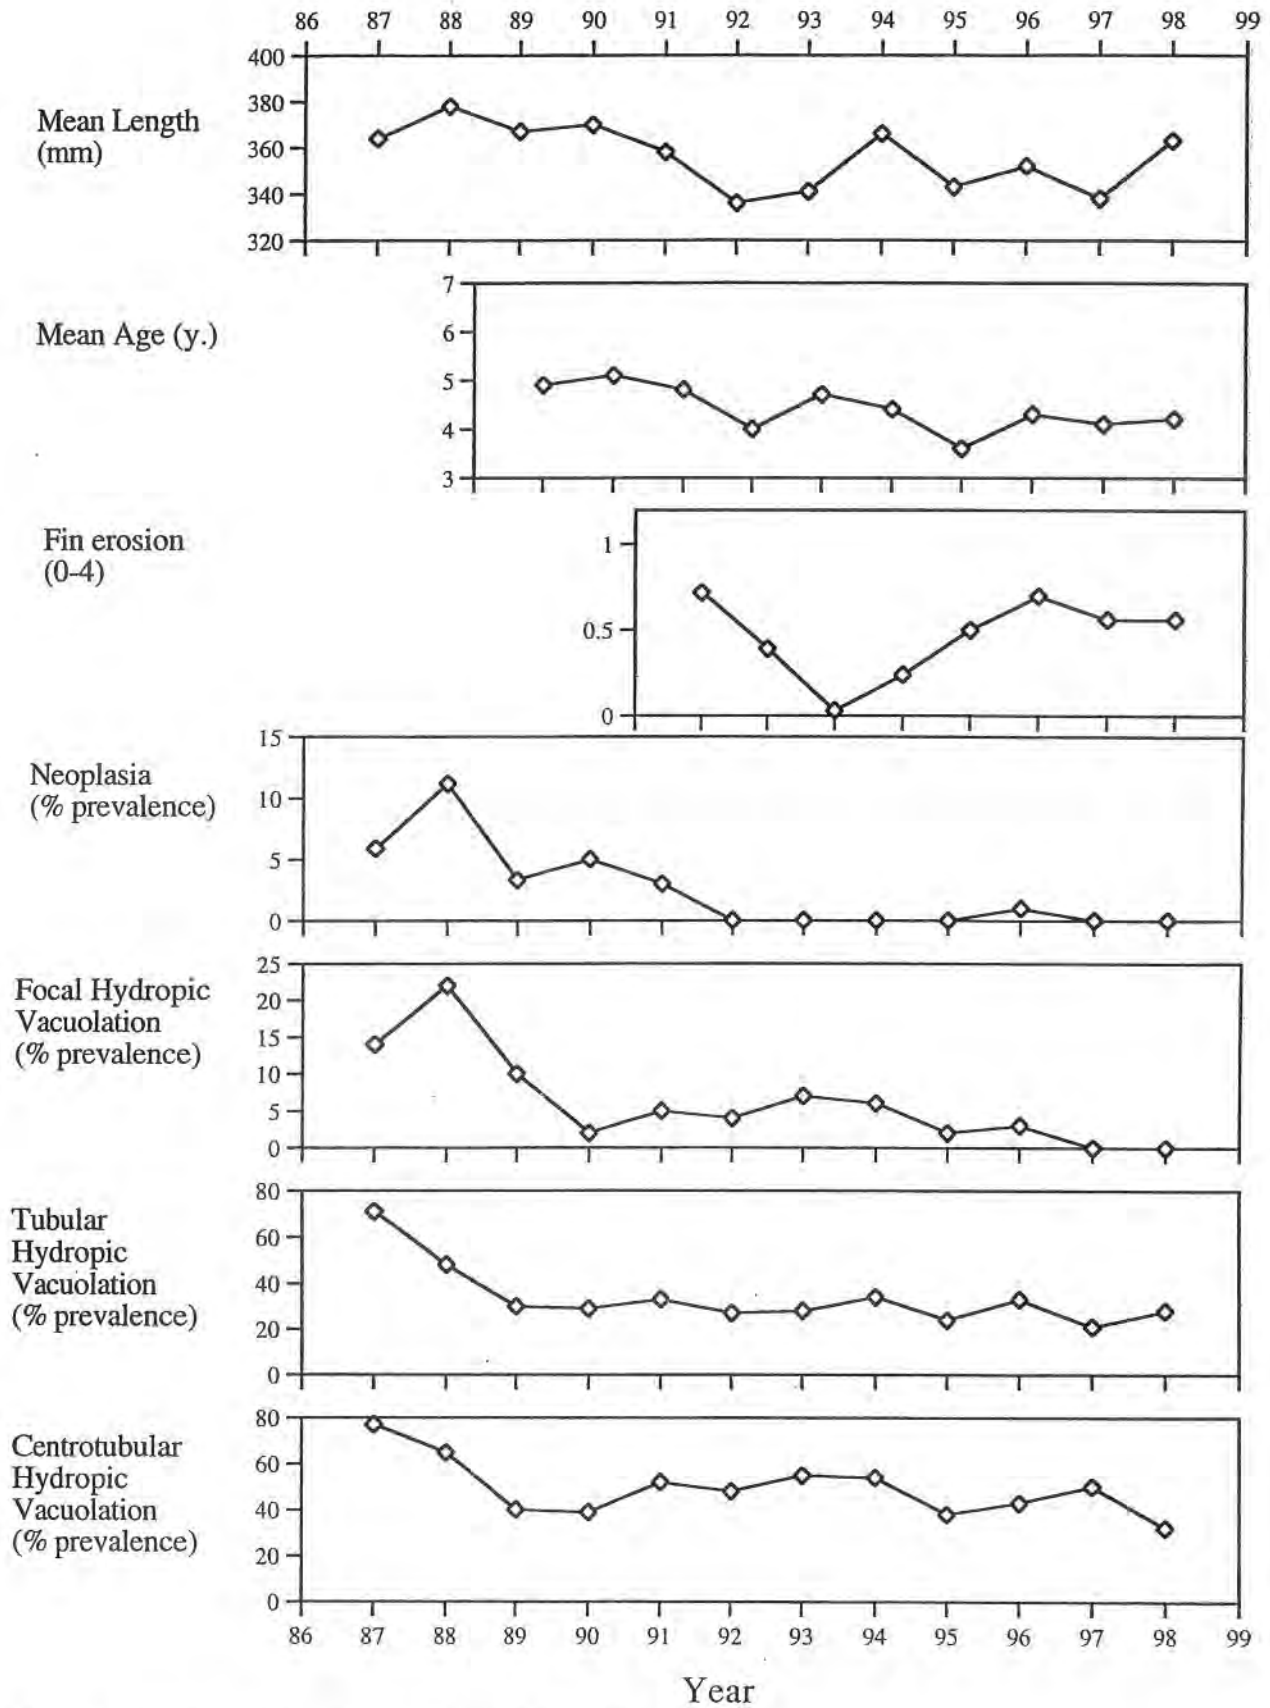 86 87 88 89 90 91 92 93 94 95 96 97 98 99
400
380
Mean Length
(mm)
360
340
320
7
Mean Age (y.)
6
5
4
3
Fin erosion
(0-4)
1
0.5
0
15
Neoplasia
(% prevalence)
10
5
0
25
Focal Hydropic
Vacuolation
(% prevalence)
20
15
10
5
0
80
Tubular
Hydropic
Vacuolation
(% prevalence)
60
40
20
0
80
Centrotubular
Hydropic
Vacuolation
(% prevalence)
60
40
20
0
86 87 88 89 90 91 92 93 94 95 96 97 98 99
Year